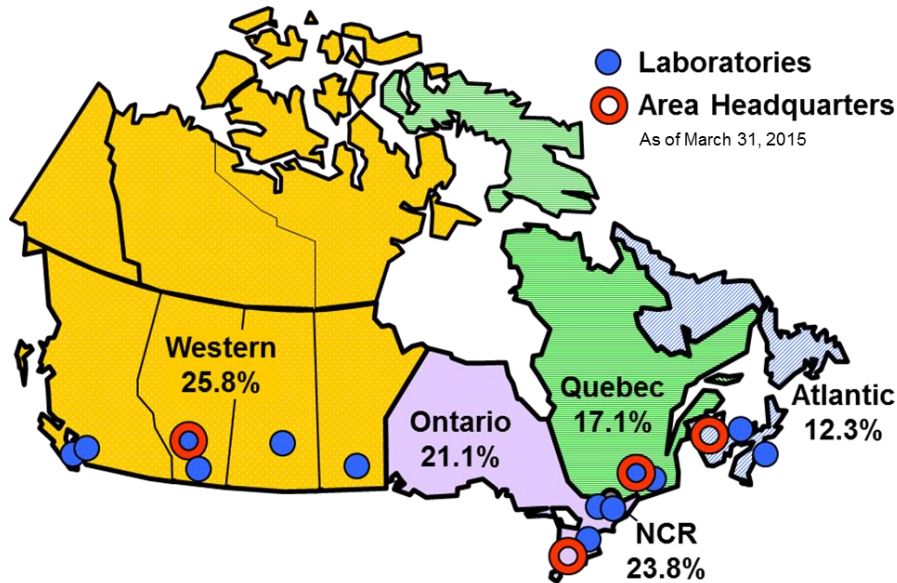 Laboratories
Area Headquarters
As of March 31, 2015
Western
25.8%
Ontario
21.1%
Quebec
17.1%
Atlantic
12.3%
NCR
23.8%